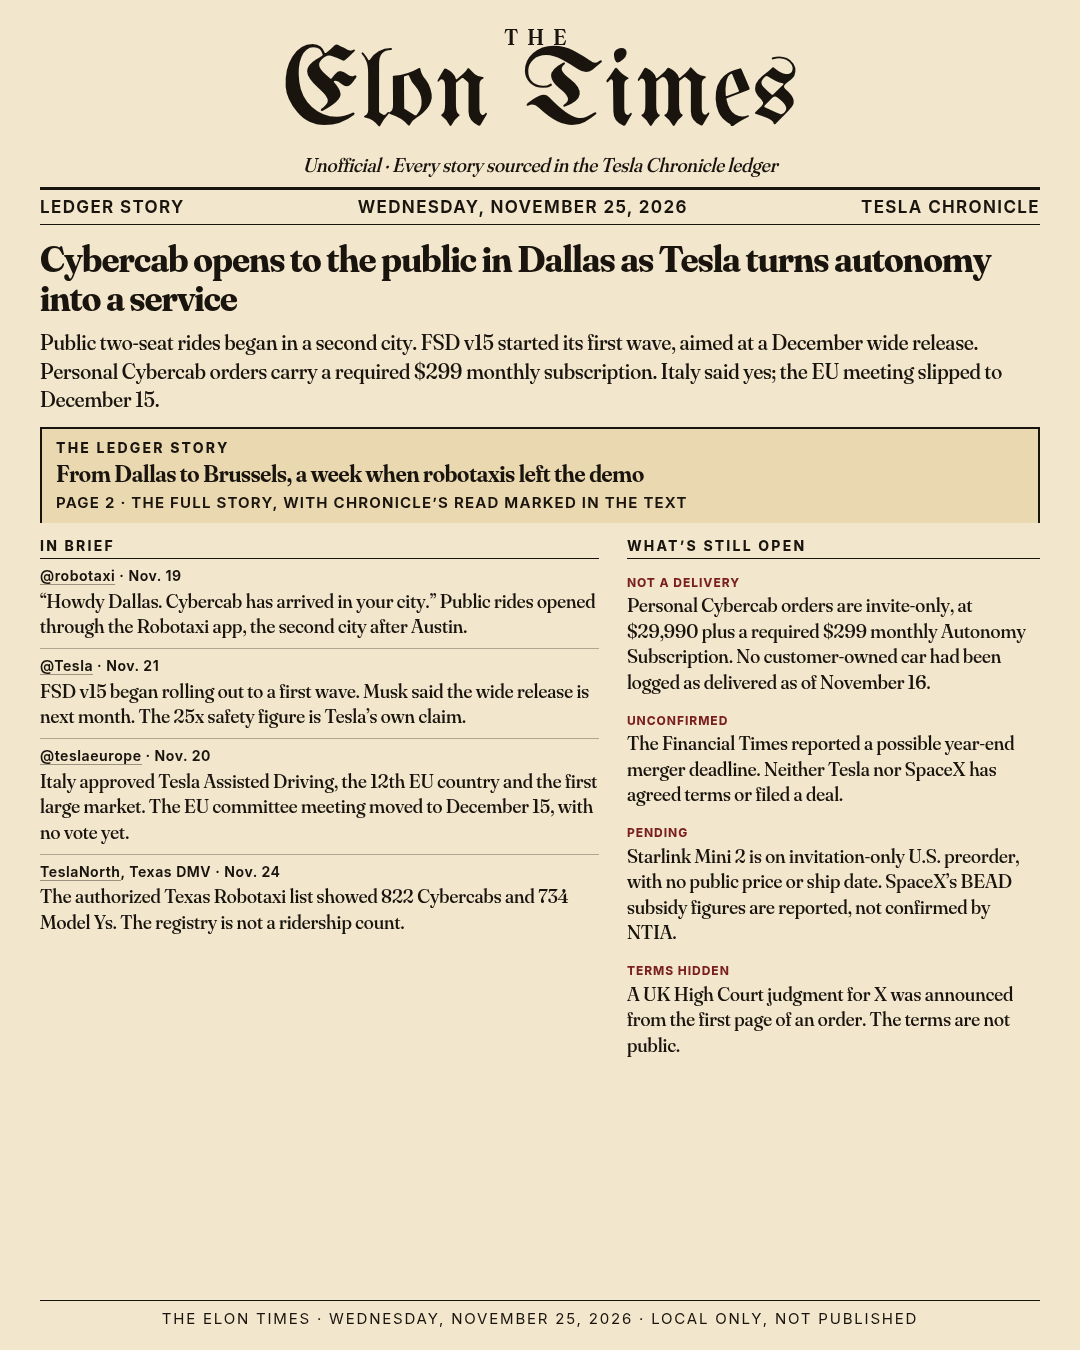 THE
Elon Times
Unofficial · Every story sourced in the Tesla Chronicle ledger
LEDGER STORY
WEDNESDAY, NOVEMBER 25, 2026
TESLA CHRONICLE
Cybercab opens to the public in Dallas as Tesla turns autonomy
into a service
Public two-seat rides began in a second city. FSD v15 started its first wave, aimed at a December wide release.
Personal Cybercab orders carry a required $299 monthly subscription. Italy said yes; the EU meeting slipped to
December 15.
THE LEDGER STORY
From Dallas to Brussels, a week when robotaxis left the demo
PAGE 2 · THE FULL STORY, WITH CHRONICLE’S READ MARKED IN THE TEXT
IN BRIEF
@robotaxi · Nov. 19
“Howdy Dallas. Cybercab has arrived in your city.” Public rides opened
through the Robotaxi app, the second city after Austin.
@Tesla · Nov. 21
FSD v15 began rolling out to a first wave. Musk said the wide release is
next month. The 25x safety figure is Tesla’s own claim.
@teslaeurope · Nov. 20
Italy approved Tesla Assisted Driving, the 12th EU country and the first
large market. The EU committee meeting moved to December 15, with
no vote yet.
TeslaNorth, Texas DMV · Nov. 24
The authorized Texas Robotaxi list showed 822 Cybercabs and 734
Model Ys. The registry is not a ridership count.
WHAT’S STILL OPEN
NOT A DELIVERY
Personal Cybercab orders are invite-only, at
$29,990 plus a required $299 monthly Autonomy
Subscription. No customer-owned car had been
logged as delivered as of November 16.
UNCONFIRMED
The Financial Times reported a possible year-end
merger deadline. Neither Tesla nor SpaceX has
agreed terms or filed a deal.
PENDING
Starlink Mini 2 is on invitation-only U.S. preorder,
with no public price or ship date. SpaceX’s BEAD
subsidy figures are reported, not confirmed by
NTIA.
TERMS HIDDEN
A UK High Court judgment for X was announced
from the first page of an order. The terms are not
public.
THE ELON TIMES · WEDNESDAY, NOVEMBER 25, 2026 · LOCAL ONLY, NOT PUBLISHED